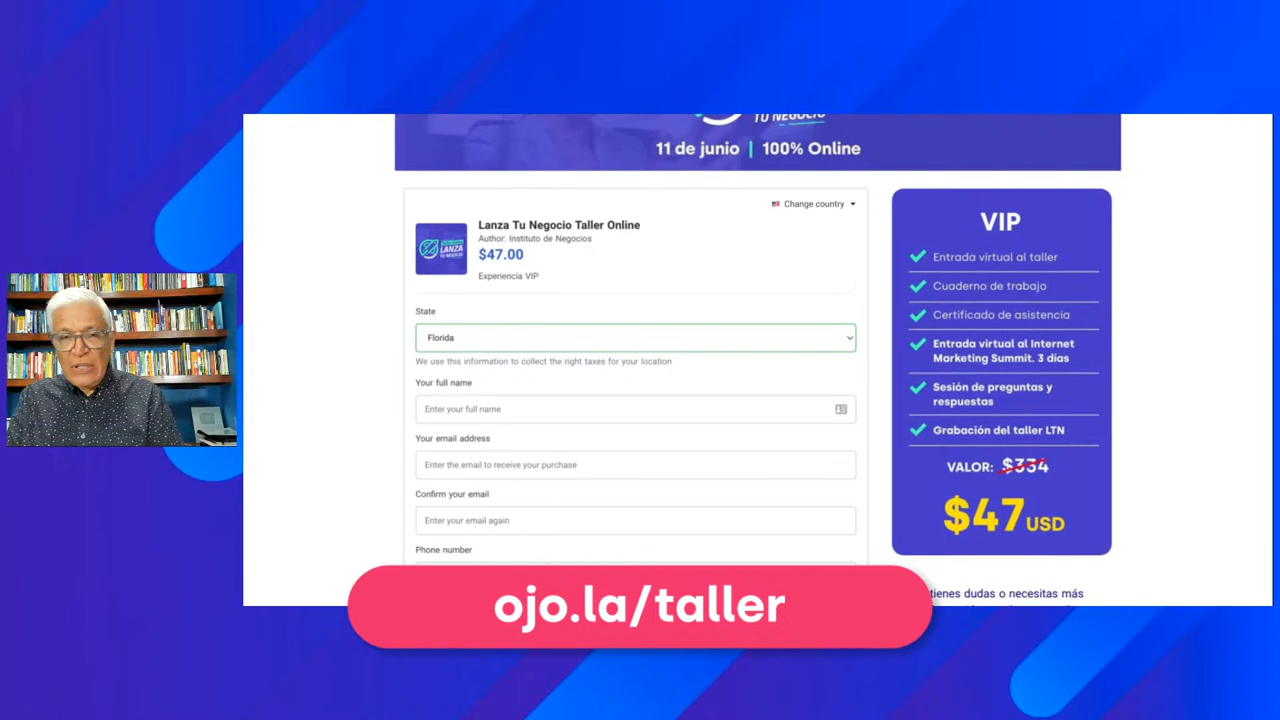 TU NEGOCIO
11 de junio | 100% Online
Change country
Lanza Tu Negocio Taller Online
Author: Instituto de Negocios
$47.00
Experiencia VIP
LANZA
TU NEGOCIO
State
Florida
We use this information to collect the right taxes for your location
Your full name
Enter your full name
Your email address
Enter the email to receive your purchase
Confirm your email
Enter your email again
Phone number
VIP
Entrada virtual al taller
Cuaderno de trabajo
Certificado de asistencia
Entrada virtual al Internet
Marketing Summit. 3 días
Sesión de preguntas y
respuestas
Grabación del taller LTN
VALOR: $334
$47 USD
tienes dudas o necesitas más
ojo.la/taller